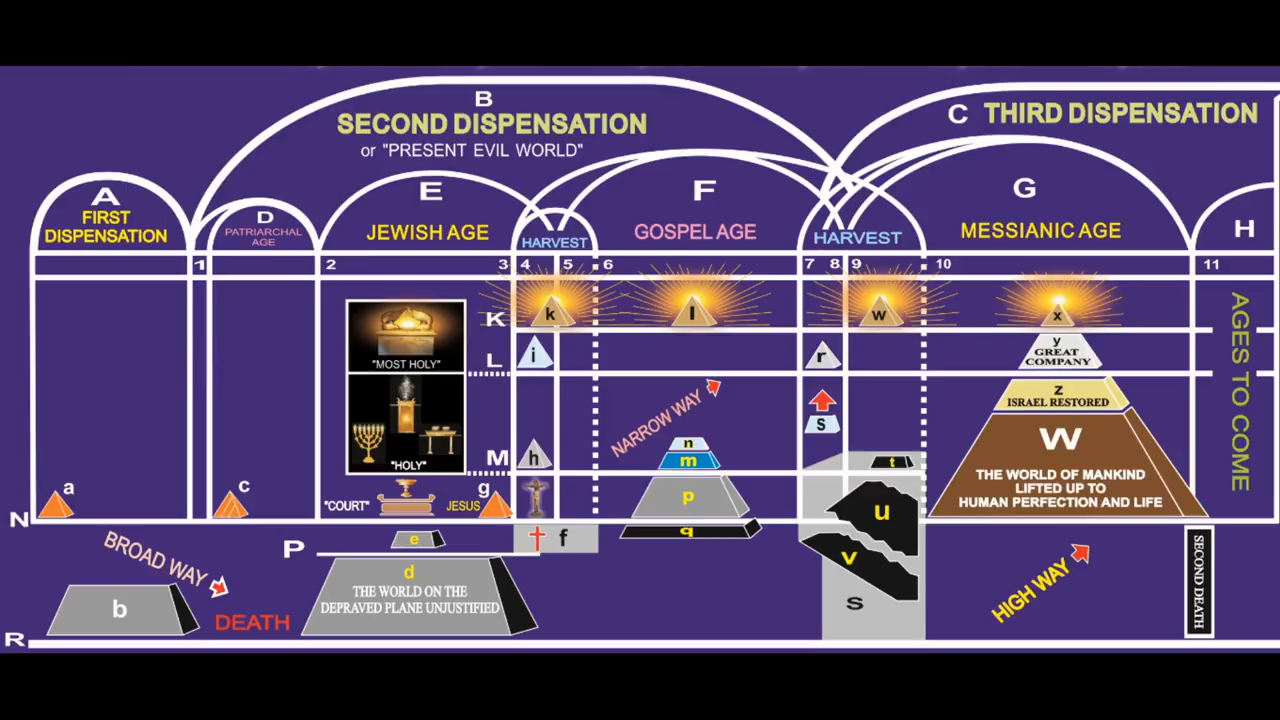 B
SECOND DISPENSATION
or "PRESENT EVIL WORLD"
C THIRD DISPENSATION
A
FIRST
DISPENSATION
D
PATRIARCHAL
AGE
E
JEWISH AGE
HARVEST
F
GOSPEL AGE
HARVEST
G
MESSIANIC AGE
H
1 2 3 4 5 6 7 8 9 10 11
K
k
l
w
x
"MOST HOLY"
L
i
r
y
GREAT
COMPANY
AGES TO COME
NARROW WAY
S
z
ISRAEL RESTORED
"HOLY"
M
h
n
m
t
W
THE WORLD OF MANKIND
LIFTED UP TO
HUMAN PERFECTION AND LIFE
a
c
"COURT"
JESUS
g
p
u
N
BROAD WAY
P
e
f
q
v
d
THE WORLD ON THE
DEPRAVED PLANE UNJUSTIFIED
b
DEATH
S
HIGH WAY
SECOND DEATH
R